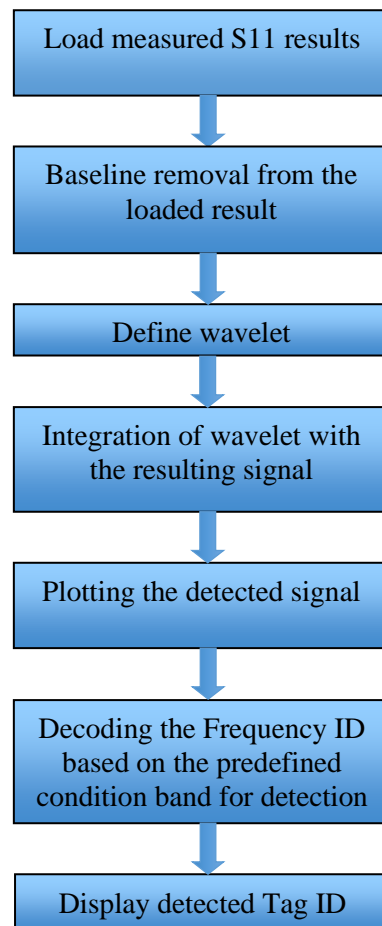 Load measured S11 results
Baseline removal from the
loaded result
Define wavelet
Integration of wavelet with
the resulting signal
Plotting the detected signal
Decoding the Frequency ID
based on the predefined
condition band for detection
Display detected Tag ID